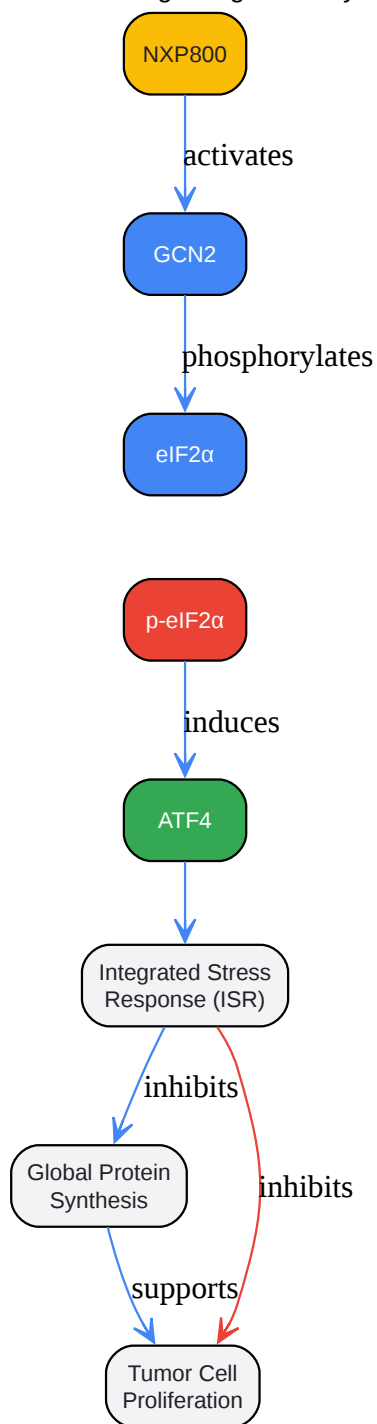 NXP800
activates
GCN2
phosphorylates
eIF2α
p-eIF2α
induces
ATF4
Integrated Stress
Response (ISR)
inhibits
Global Protein
Synthesis
inhibits
supports
Tumor Cell
Proliferation